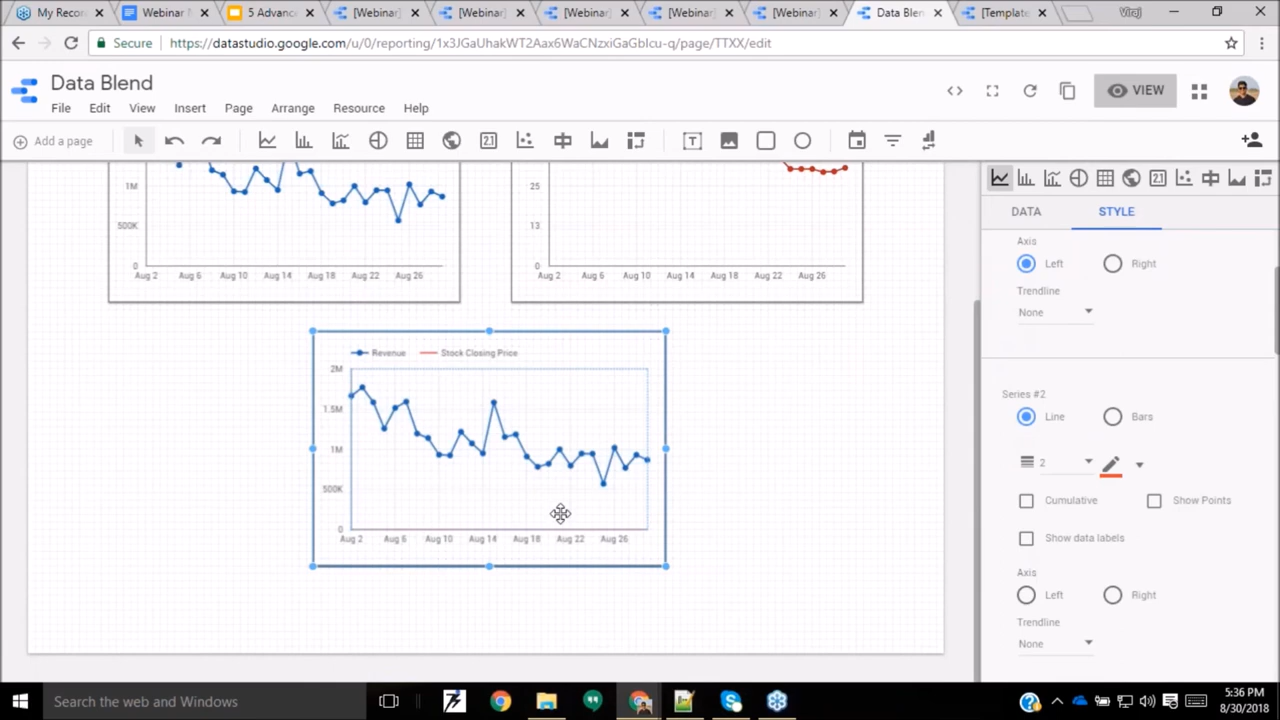 My Reco
Webinar
5 Advanc
[Webinar]
[Webinar]
[Webinar]
[Webinar]
[Webinar]
Data Blen
[Template
Viraj
Secure
https://datastudio.google.com/u/0/reporting/1x3JGaUhakWT2Aax6WaCNzxiGaGbIcu-q/page/TTXX/edit
Data Blend
File Edit View Insert Page Arrange Resource Help
VIEW
Add a page
DATA STYLE
1M
500K
0
Aug 2 Aug 6 Aug 10 Aug 14 Aug 18 Aug 22 Aug 26
25
13
0
Aug 2 Aug 6 Aug 10 Aug 14 Aug 18 Aug 22 Aug 26
Revenue Stock Closing Price
2M
1.5M
1M
500K
0
Aug 2 Aug 6 Aug 10 Aug 14 Aug 18 Aug 22 Aug 26
Axis
Left Right
Trendline
None
Series #2
Line Bars
2
Cumulative Show Points
Show data labels
Axis
Left Right
Trendline
None
Search the web and Windows
5:36 PM
8/30/2018